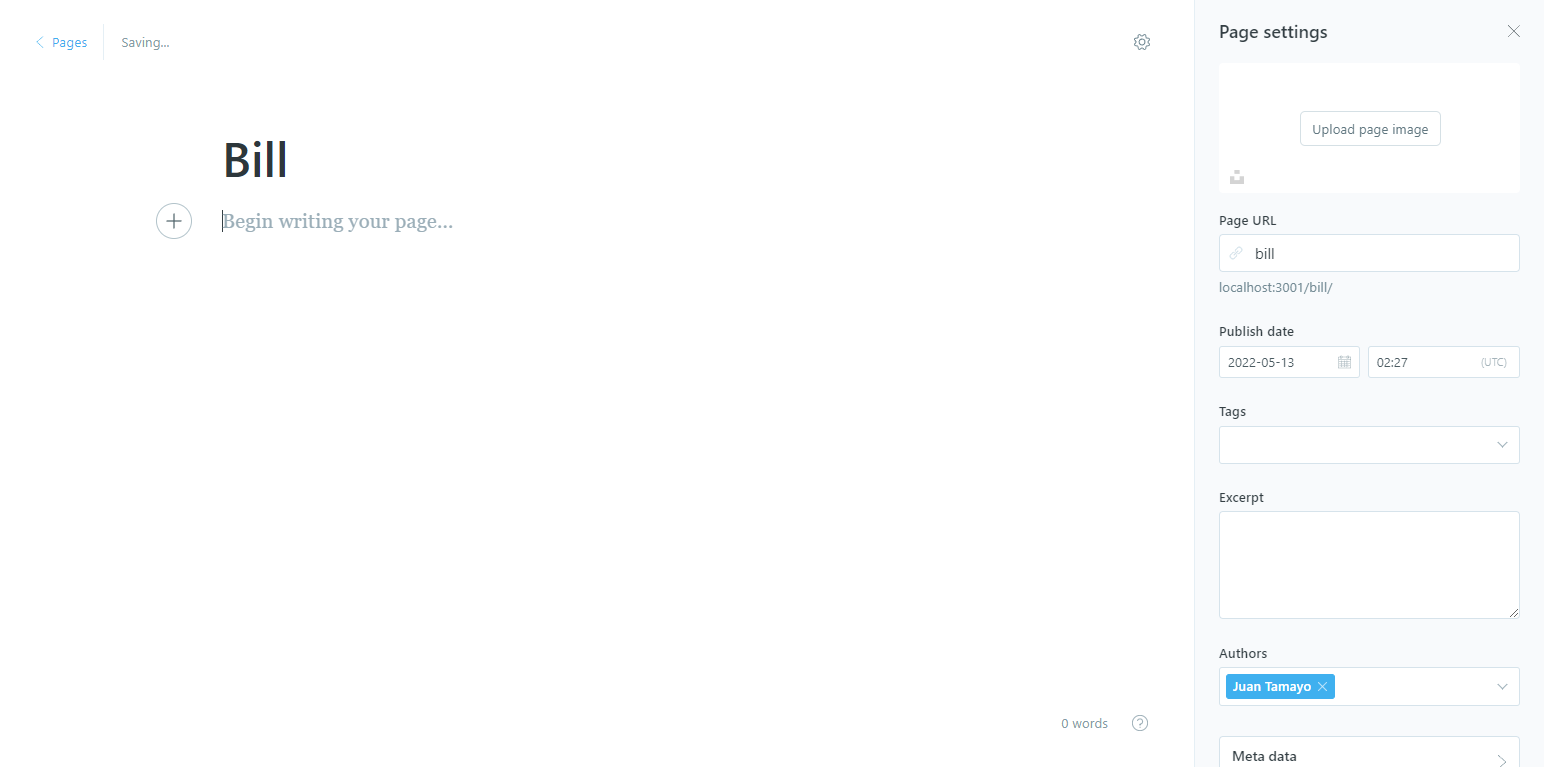 Pages
Saving...
Bill
Begin writing your page...
0 words
Page settings
Upload page image
Page URL
bill
localhost:3001/bill/
Publish date
2022-05-13
02:27
(UTC)
Tags
Excerpt
Authors
Juan Tamayo
Meta data